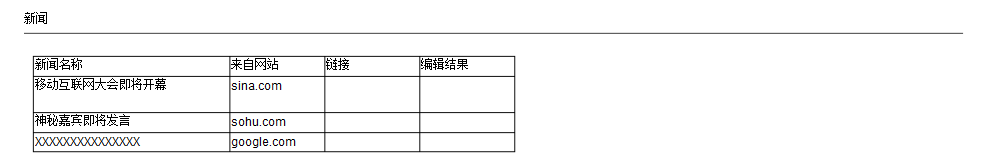 新闻
新闻名称 来自网站 链接 编辑结果
移动互联网大会即将开幕 sina.com
神秘嘉宾即将发言 sohu.com
XXXXXXXXXXXXXXX google.com